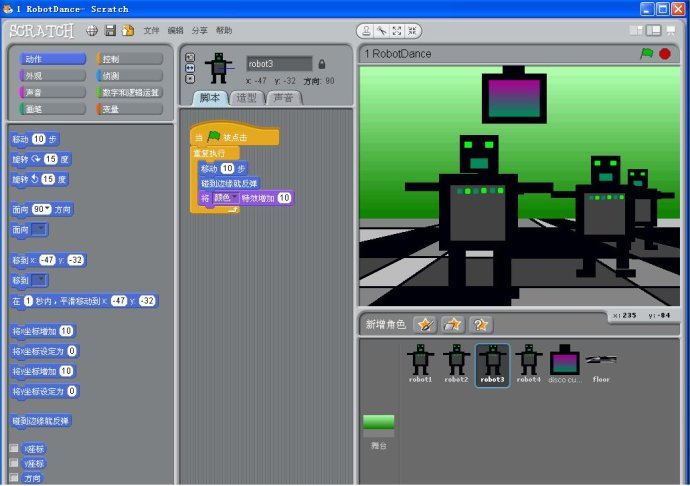 1 RobotDance- Scratch
SCRATCH 文件 编辑 分享 帮助
动作 控制
外观 侦测
声音 数字和逻辑运算
画笔 变量
移动 10 步
旋转 15 度
旋转 15 度
面向 90 方向
面向
移到 x: -47 y: -32
移到
在 1 秒内，平滑移动到 x: -47 y: -32
将x坐标增加 10
将x坐标设定为 0
将y坐标增加 10
将y坐标设定为 0
碰到边缘就反弹
x座标
y座标
方向
robot3
x: -47 y: -32 方向: 90
脚本 造型 声音
当 被点击
重复执行
移动 10 步
碰到边缘就反弹
将 颜色 特效增加 10
1 RobotDance
x: 235 y: -84
新增角色
robot1 robot2 robot3 robot4 disco cu... floor
舞台